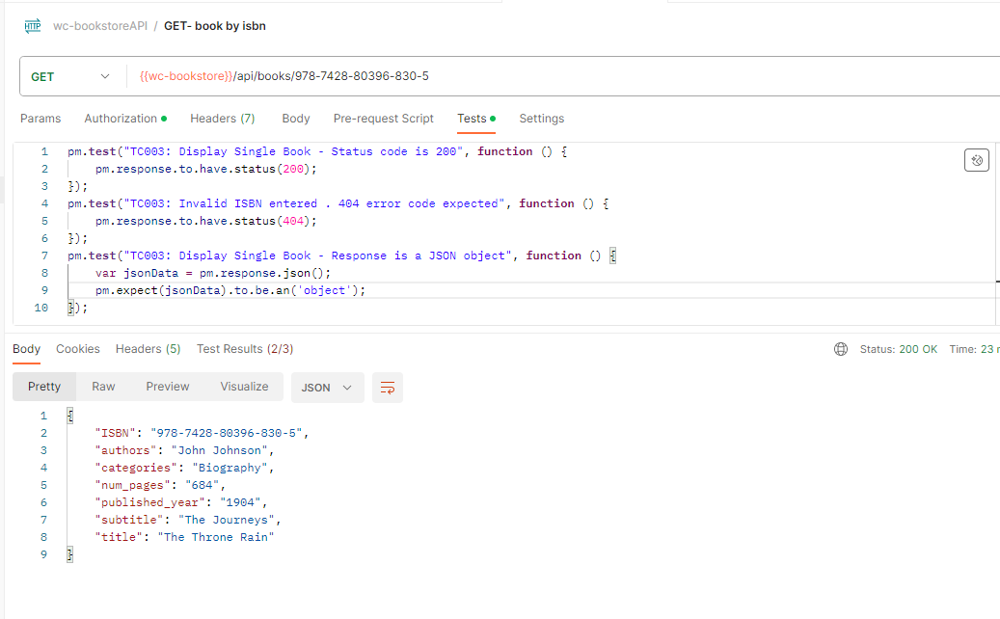 HTTP wc-bookstoreAPI / GET- book by isbn
GET {{wc-bookstore}}/api/books/978-7428-80396-830-5
Params Authorization Headers (7) Body Pre-request Script Tests Settings
1 pm.test("TC003: Display Single Book - Status code is 200", function () {
2 pm.response.to.have.status(200);
3 });
4 pm.test("TC003: Invalid ISBN entered . 404 error code expected", function () {
5 pm.response.to.have.status(404);
6 });
7 pm.test("TC003: Display Single Book - Response is a JSON object", function () {
8 var jsonData = pm.response.json();
9 pm.expect(jsonData).to.be.an('object');
10 });
Body Cookies Headers (5) Test Results (2/3) Status: 200 OK Time: 23
Pretty Raw Preview Visualize JSON
1 {
2 "ISBN": "978-7428-80396-830-5",
3 "authors": "John Johnson",
4 "categories": "Biography",
5 "num_pages": "684",
6 "published_year": "1904",
7 "subtitle": "The Journeys",
8 "title": "The Throne Rain"
9 }